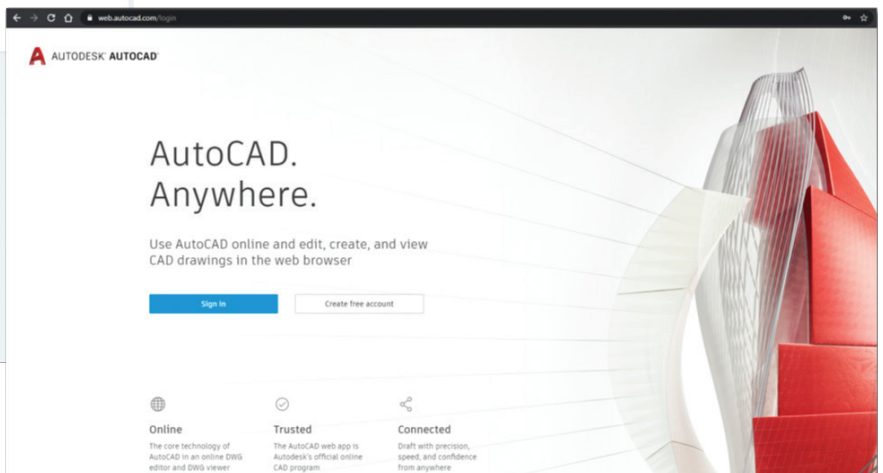 web.autocad.com/login
AUTODESK® AUTOCAD®
AutoCAD.
Anywhere.
Use AutoCAD online and edit, create, and view
CAD drawings in the web browser
Sign in
Create free account
Online
The core technology of
AutoCAD in an online DWG
editor and DWG viewer
Trusted
The AutoCAD web app is
Autodesk's official online
CAD program
Connected
Draft with precision,
speed, and confidence
from anywhere